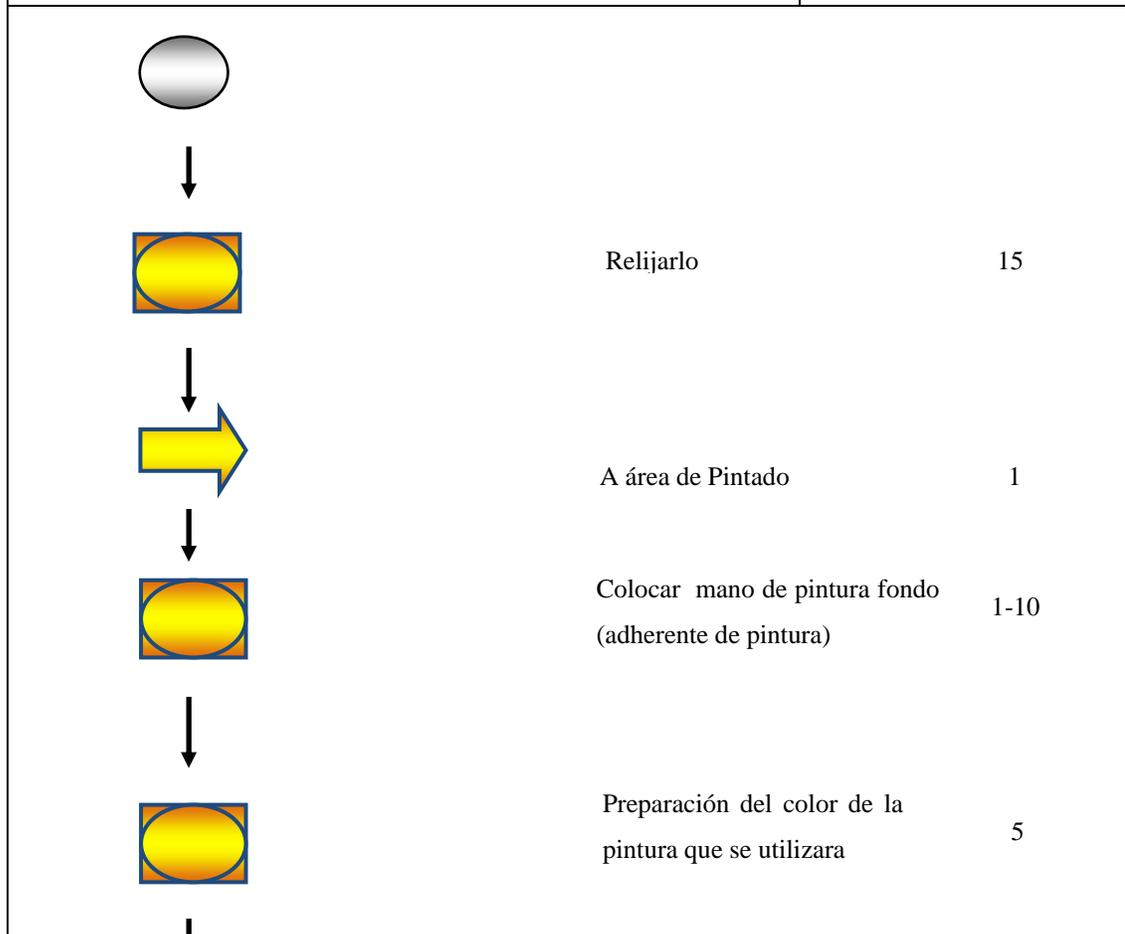 Relijarlo 15
A área de Pintado 1
Colocar mano de pintura fondo
1-10
(adherente de pintura)
Preparación del color de la
5
pintura que se utilizara